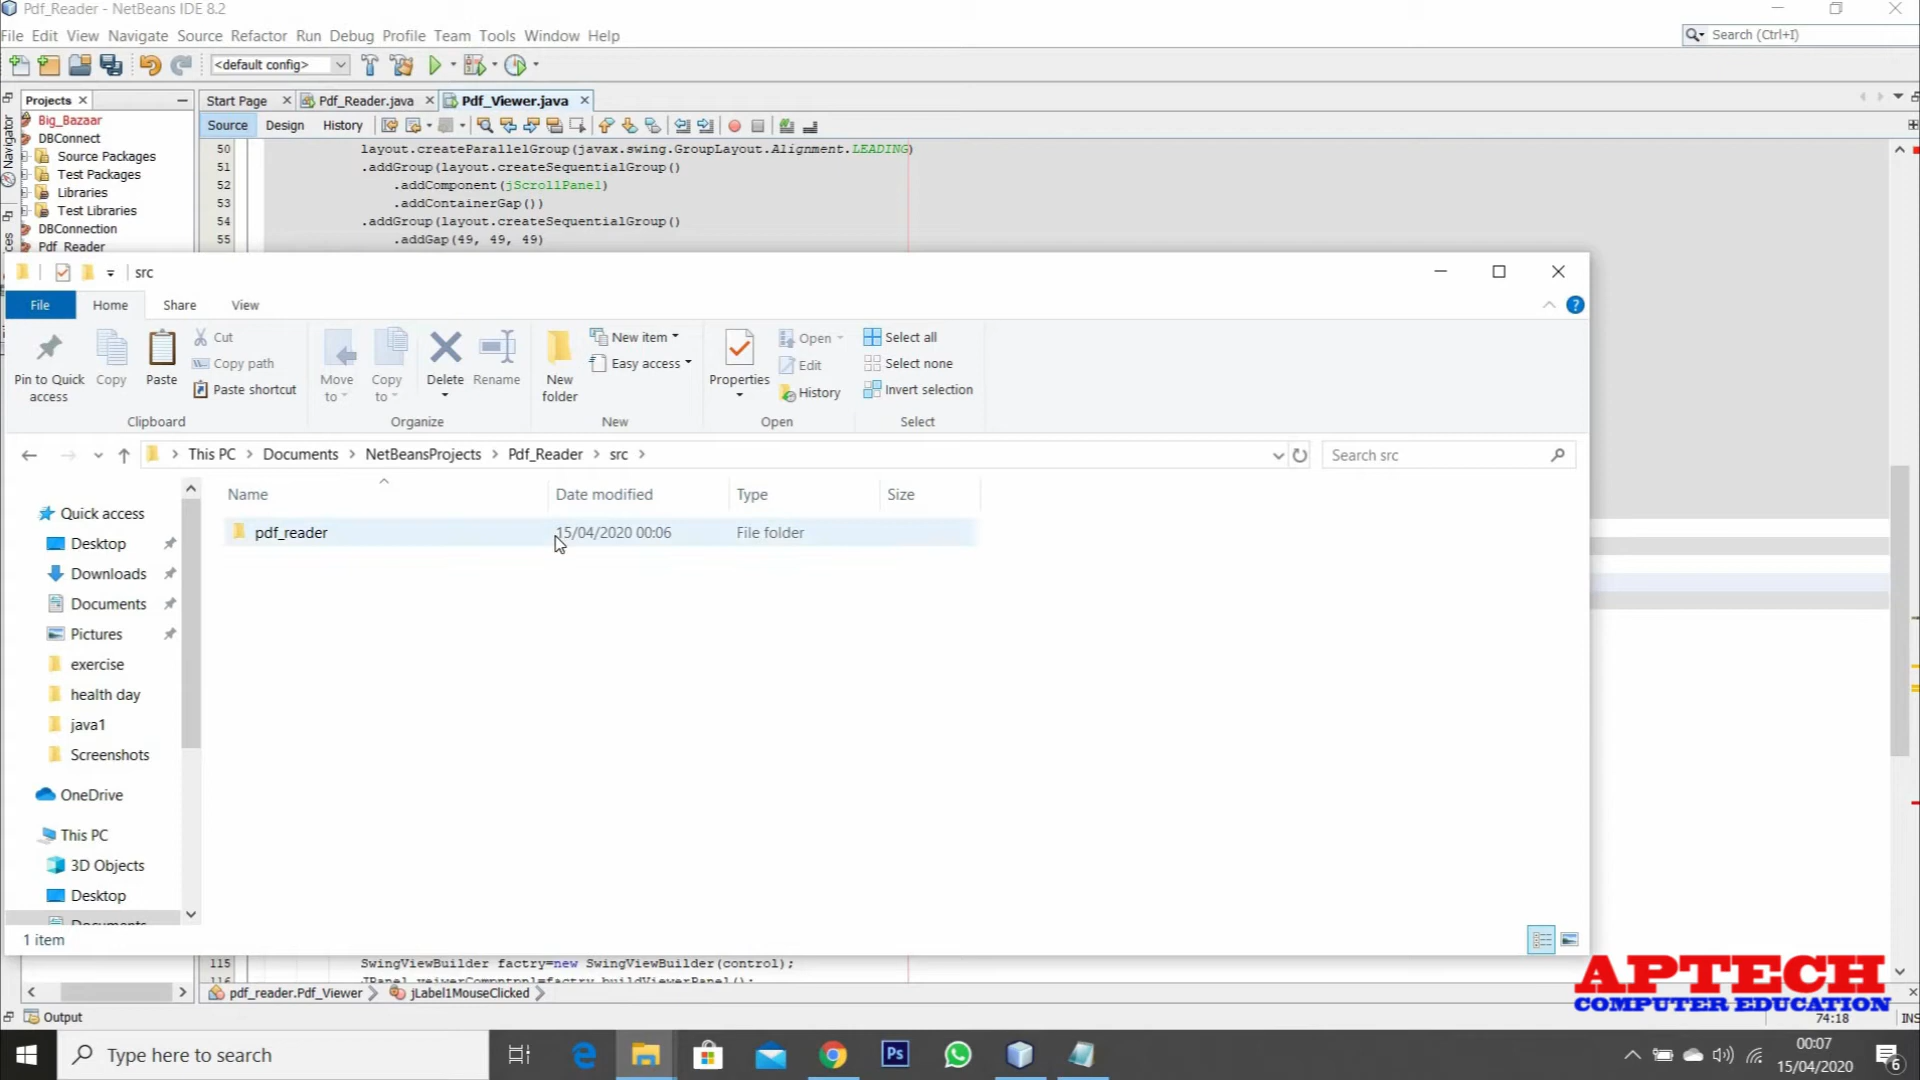 Pdf_Reader - NetBeans IDE 8.2
File Edit View Navigate Source Refactor Run Debug Profile Team Tools Window Help
Search (Ctrl+I)
<default config>
Projects
Start Page
Pdf_Reader.java
Pdf_Viewer.java
Source Design History
Navigator
Big_Bazaar
DBConnect
Source Packages
Test Packages
Libraries
Test Libraries
DBConnection
Pdf_Reader
50 layout.createParallelGroup(javax.swing.GroupLayout.Alignment.LEADING)
51 .addGroup(layout.createSequentialGroup()
52 .addComponent(jScrollPane1)
53 .addContainerGap())
54 .addGroup(layout.createSequentialGroup()
55 .addGap(49, 49, 49)
src
File Home Share View
Pin to Quick access
Copy
Paste
Cut
Copy path
Paste shortcut
Clipboard
Move to
Copy to
Delete
Rename
Organize
New folder
New item
Easy access
New
Properties
Open
Edit
History
Open
Select all
Select none
Invert selection
Select
This PC > Documents > NetBeansProjects > Pdf_Reader > src >
Search src
Name Date modified Type Size
pdf_reader 15/04/2020 00:06 File folder
Quick access
Desktop
Downloads
Documents
Pictures
exercise
health day
java1
Screenshots
OneDrive
This PC
3D Objects
Desktop
Documents
1 item
115 SwingViewBuilder factry=new SwingViewBuilder(control);
pdf_reader.Pdf_Viewer
jLabel1MouseClicked
Output
APTECH
COMPUTER EDUCATION
74:18
INS
Type here to search
Ps
00:07
15/04/2020
6